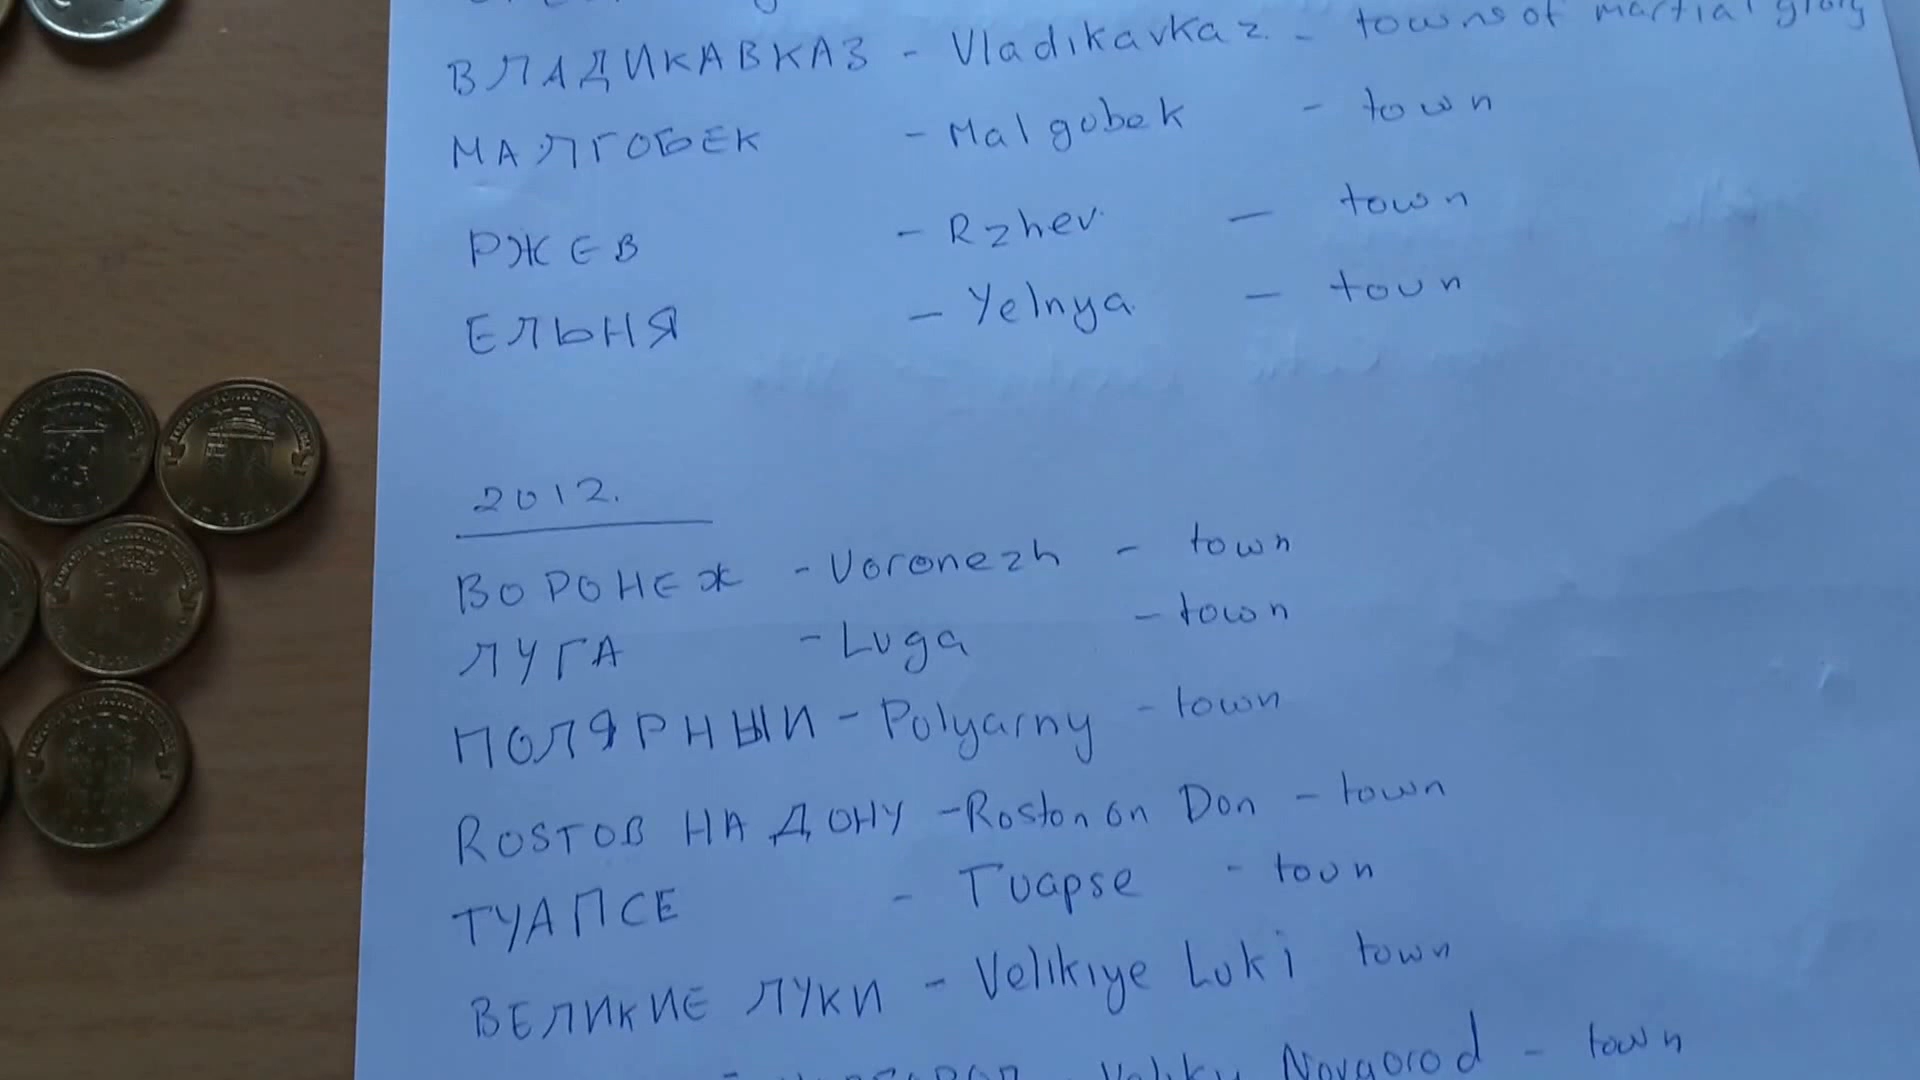 ВЛАДИКАВКАЗ - Vladikavkaz - towns of martial glory
МАЛГОБЕК - Malgobek - town
РЖЕВ - Rzhev - town
ЕЛЬНЯ - Yelnya - town
2012.
ВОРОНЕЖ - Voronezh - town
ЛУГА - Luga - town
ПОЛЯРНЫИ - Polyarny - town
ROSTОВ НА ДОНУ - Roston on Don - town
ТУАПСЕ - Tuapse - town
ВЕЛИКИЕ ЛУКИ - Velikiye Luki town
Novgorod - town